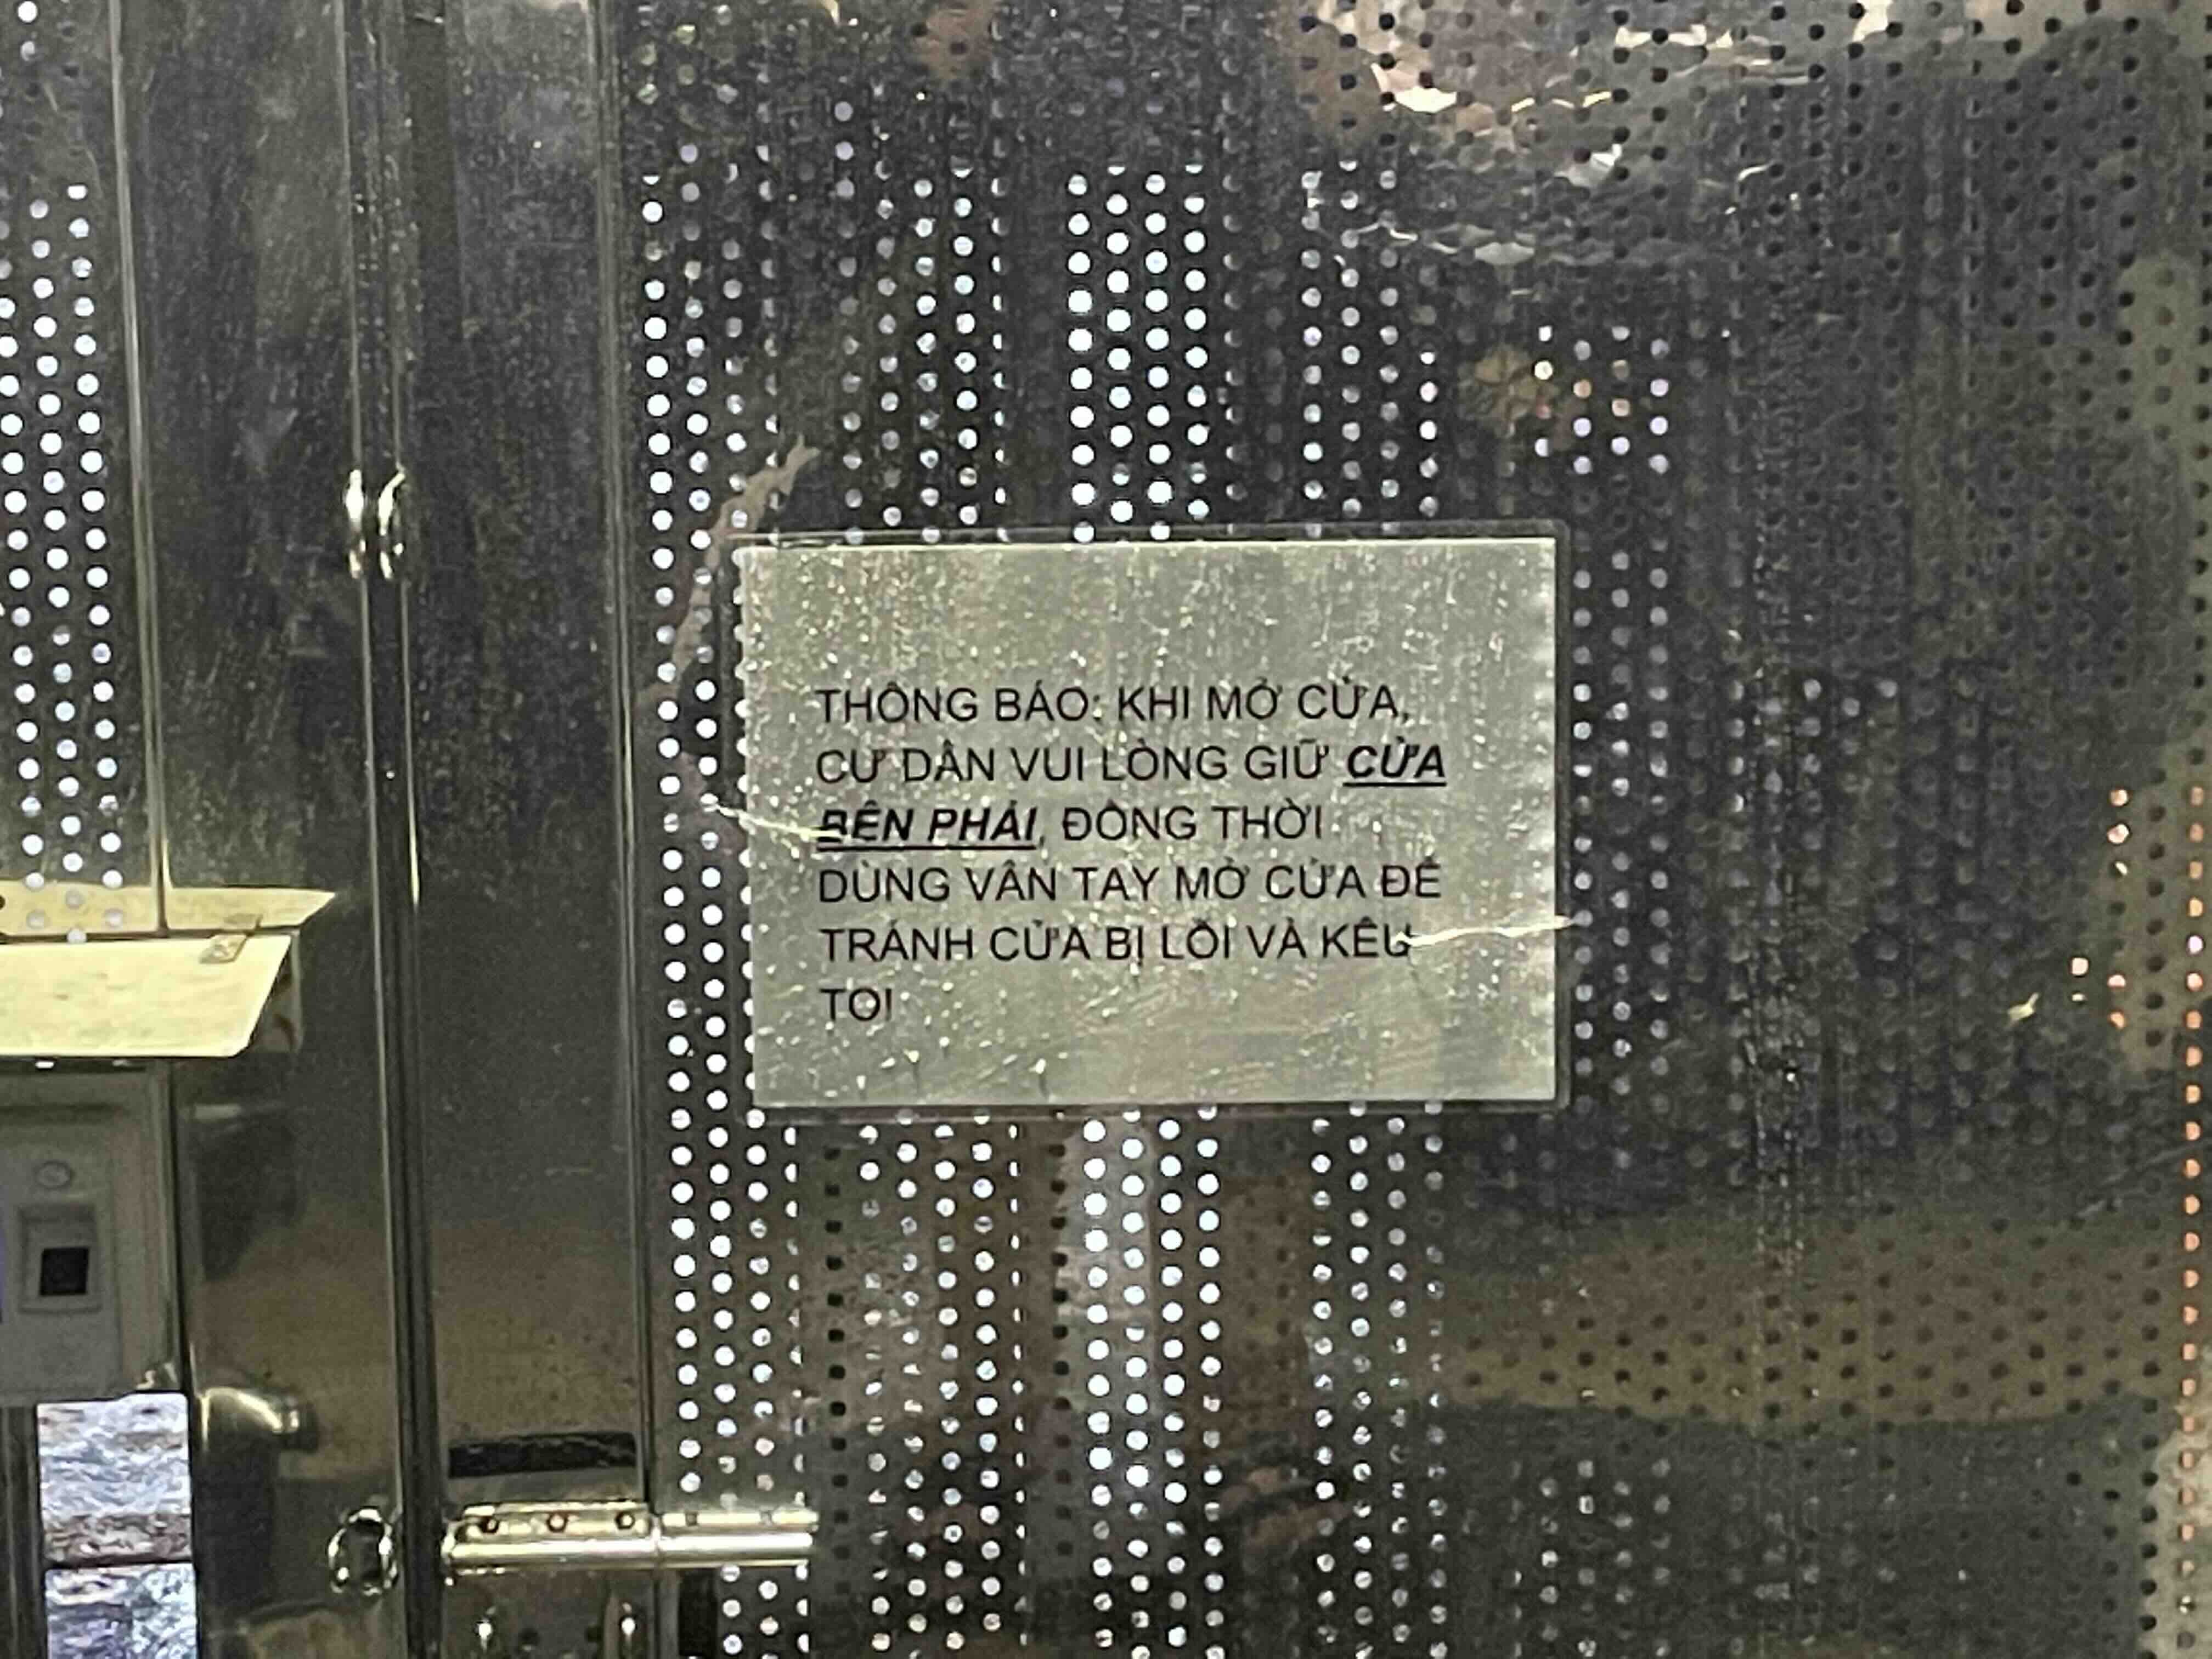 THÔNG BÁO: KHI MỞ CỬA,
CƯ DÂN VUI LÒNG GIỮ CỬA
BÊN PHẢI, ĐỒNG THỜI
DÙNG VÂN TAY MỞ CỬA ĐỂ
TRÁNH CỬA BỊ LỖI VÀ KÊU
TO!